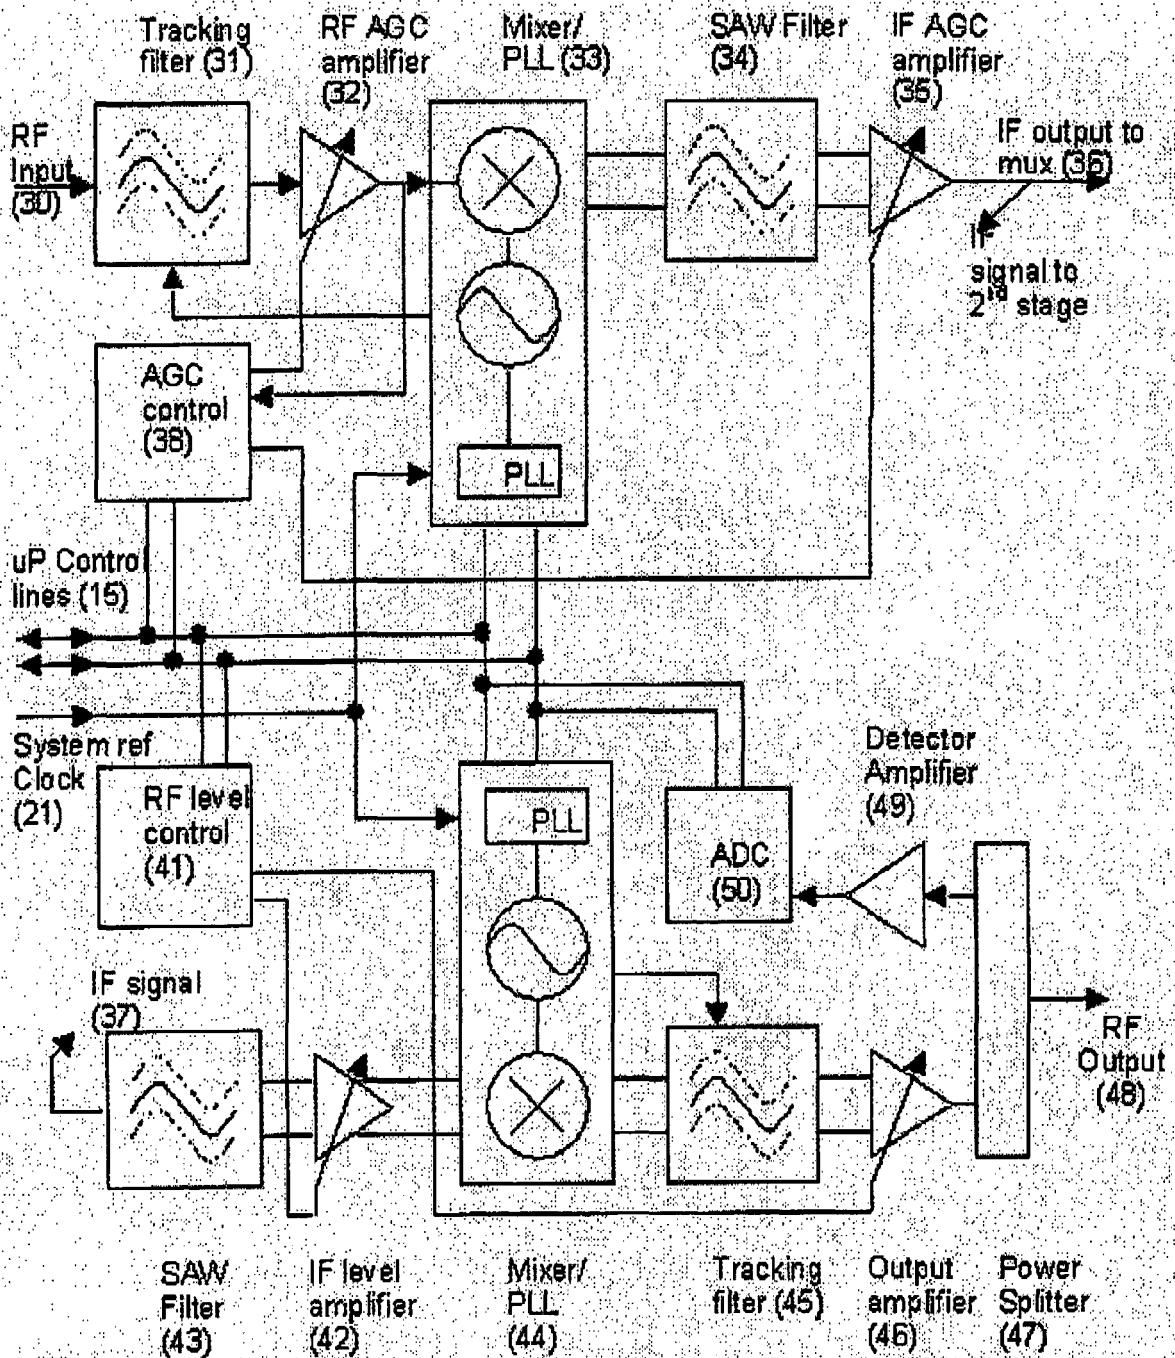 Tracking
filter (31)
RF AGC
amplifier
(32)
Mixer/
PLL (33)
SAW Filter
(34)
IF AGC
amplifier
(35)
RF
Input
(30)
IF output to
mux (36)
IF
signal to
2rd stage
AGC
control
(38)
PLL
uP Control
lines (15)
System ref
Clock
(21)
RF level
control
(41)
PLL
ADC
(50)
Detector
Amplifier
(49)
IF signal
(37)
RF
Output
(48)
SAW
Filter
(43)
IF level
amplifier
(42)
Mixer/
PLL
(44)
Tracking
filter (45)
Output
amplifier
(46)
Power
Splitter
(47)